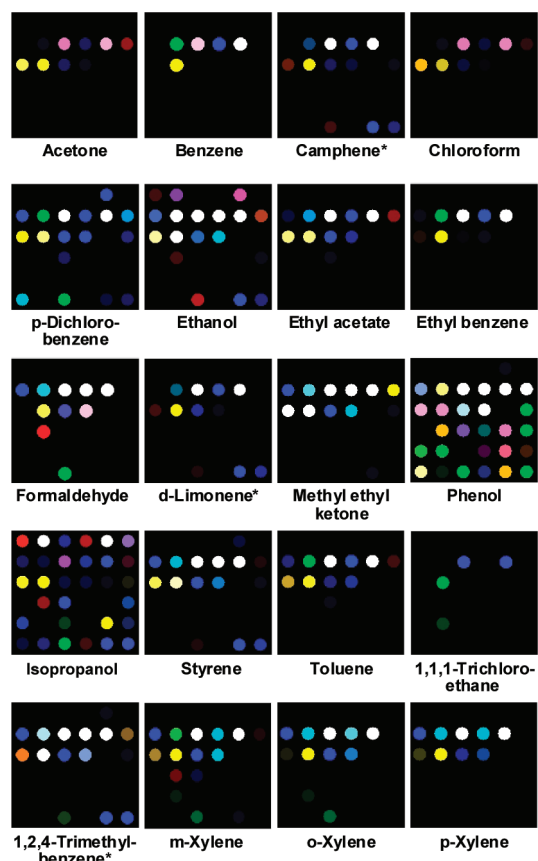 Acetone Benzene Camphene* Chloroform
p-Dichloro- Ethanol Ethyl acetate Ethyl benzene
benzene
Formaldehyde d-Limonene* Methyl ethyl Phenol
ketone
Isopropanol Styrene Toluene 1,1,1-Trichloro-
ethane
1,2,4-Trimethyl- m-Xylene o-Xylene p-Xylene
benzene*